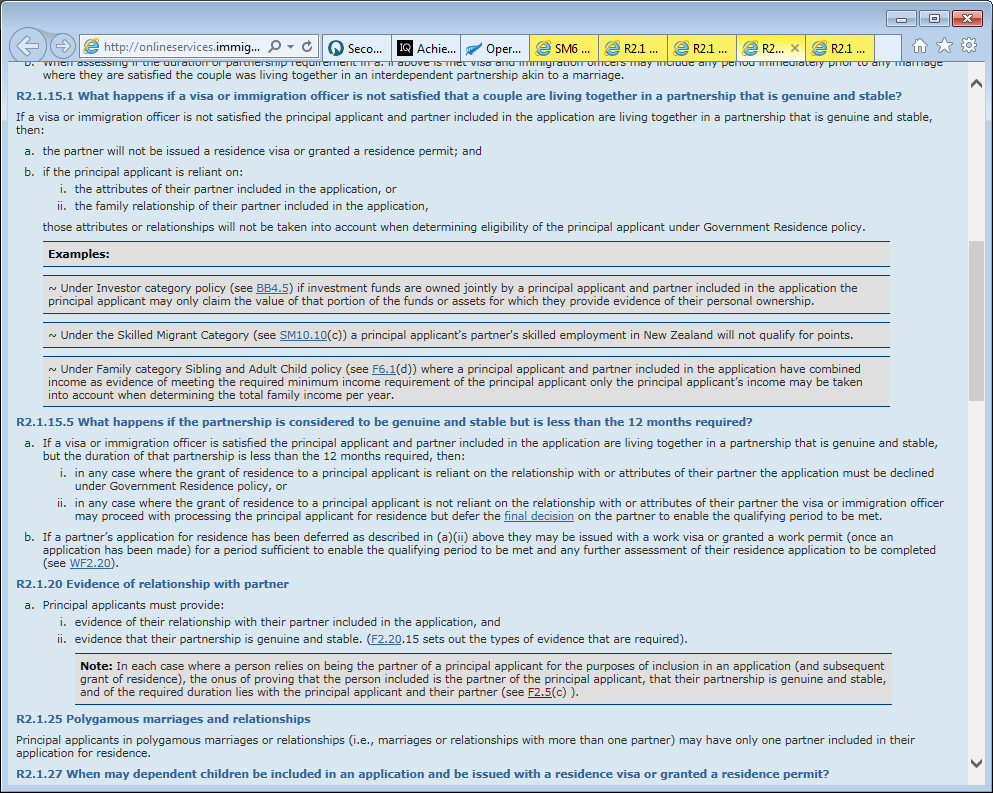 http://onlineservices.immig...
Seco...
IQ Achie...
Oper...
SM6 ...
R2.1 ...
R2.1 ...
R2...
R2.1 ...
b. When assessing if the duration of partnership requirement in a. ii above is met visa and immigration officers may include any period immediately prior to any marriage
where they are satisfied the couple was living together in an interdependent partnership akin to a marriage.
R2.1.15.1 What happens if a visa or immigration officer is not satisfied that a couple are living together in a partnership that is genuine and stable?
If a visa or immigration officer is not satisfied the principal applicant and partner included in the application are living together in a partnership that is genuine and stable,
then:
a. the partner will not be issued a residence visa or granted a residence permit; and
b. if the principal applicant is reliant on:
i. the attributes of their partner included in the application, or
ii. the family relationship of their partner included in the application,
those attributes or relationships will not be taken into account when determining eligibility of the principal applicant under Government Residence policy.
Examples:
~ Under Investor category policy (see BB4.5) if investment funds are owned jointly by a principal applicant and partner included in the application the
principal applicant may only claim the value of that portion of the funds or assets for which they provide evidence of their personal ownership.
~ Under the Skilled Migrant Category (see SM10.10(c)) a principal applicant's partner's skilled employment in New Zealand will not qualify for points.
~ Under Family category Sibling and Adult Child policy (see F6.1(d)) where a principal applicant and partner included in the application have combined
income as evidence of meeting the required minimum income requirement of the principal applicant only the principal applicant's income may be taken
into account when determining the total family income per year.
R2.1.15.5 What happens if the partnership is considered to be genuine and stable but is less than the 12 months required?
a. If a visa or immigration officer is satisfied the principal applicant and partner included in the application are living together in a partnership that is genuine and stable,
but the duration of that partnership is less than the 12 months required, then:
i. in any case where the grant of residence to a principal applicant is reliant on the relationship with or attributes of their partner the application must be declined
under Government Residence policy, or
ii. in any case where the grant of residence to a principal applicant is not reliant on the relationship with or attributes of their partner the visa or immigration officer
may proceed with processing the principal applicant for residence but defer the final decision on the partner to enable the qualifying period to be met.
b. If a partner's application for residence has been deferred as described in (a)(ii) above they may be issued with a work visa or granted a work permit (once an
application has been made) for a period sufficient to enable the qualifying period to be met and any further assessment of their residence application to be completed
(see WF2.20).
R2.1.20 Evidence of relationship with partner
a. Principal applicants must provide:
i. evidence of their relationship with their partner included in the application, and
ii. evidence that their partnership is genuine and stable. (F2.20.15 sets out the types of evidence that are required).
Note: In each case where a person relies on being the partner of a principal applicant for the purposes of inclusion in an application (and subsequent
grant of residence), the onus of proving that the person included is the partner of the principal applicant, that their partnership is genuine and stable,
and of the required duration lies with the principal applicant and their partner (see F2.5(c) ).
R2.1.25 Polygamous marriages and relationships
Principal applicants in polygamous marriages or relationships (i.e., marriages or relationships with more than one partner) may have only one partner included in their
application for residence.
R2.1.27 When may dependent children be included in an application and be issued with a residence visa or granted a residence permit?